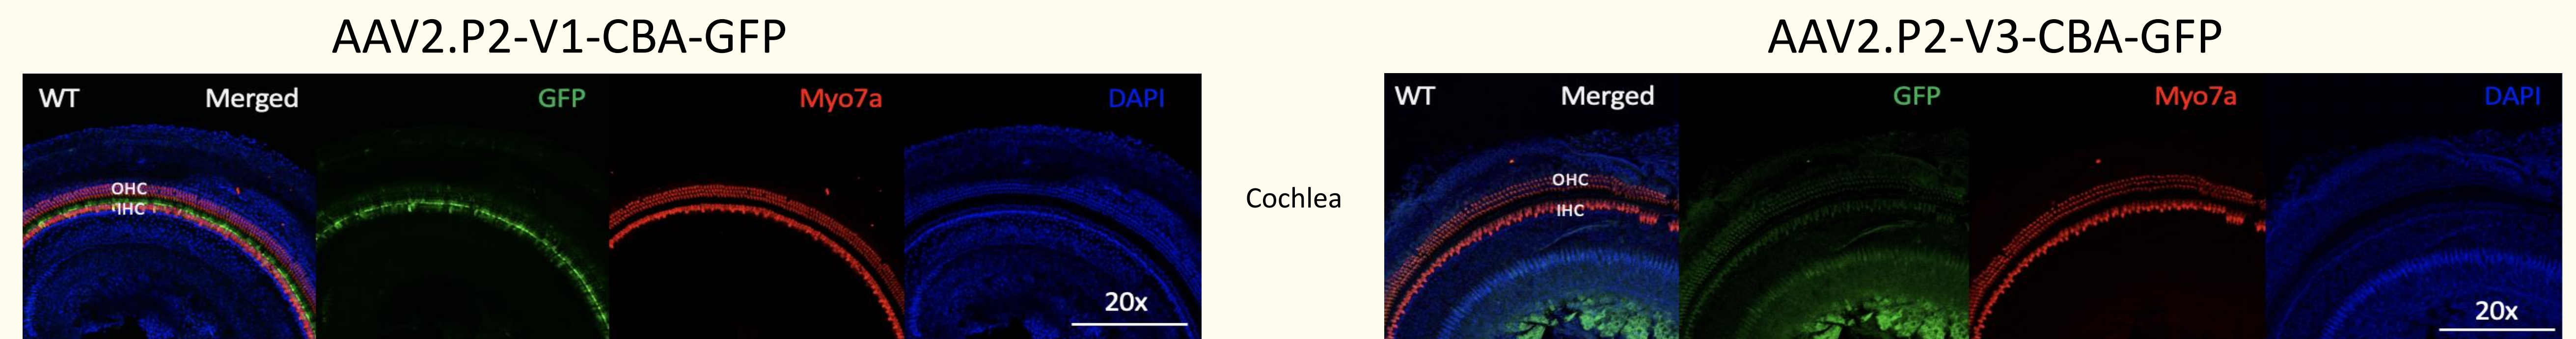 AAV2.P2-V1-CBA-GFP
WT Merged GFP Myo7a DAPI
OHC
IHC
20x
Cochlea
AAV2.P2-V3-CBA-GFP
WT Merged GFP Myo7a DAPI
OHC
IHC
20x